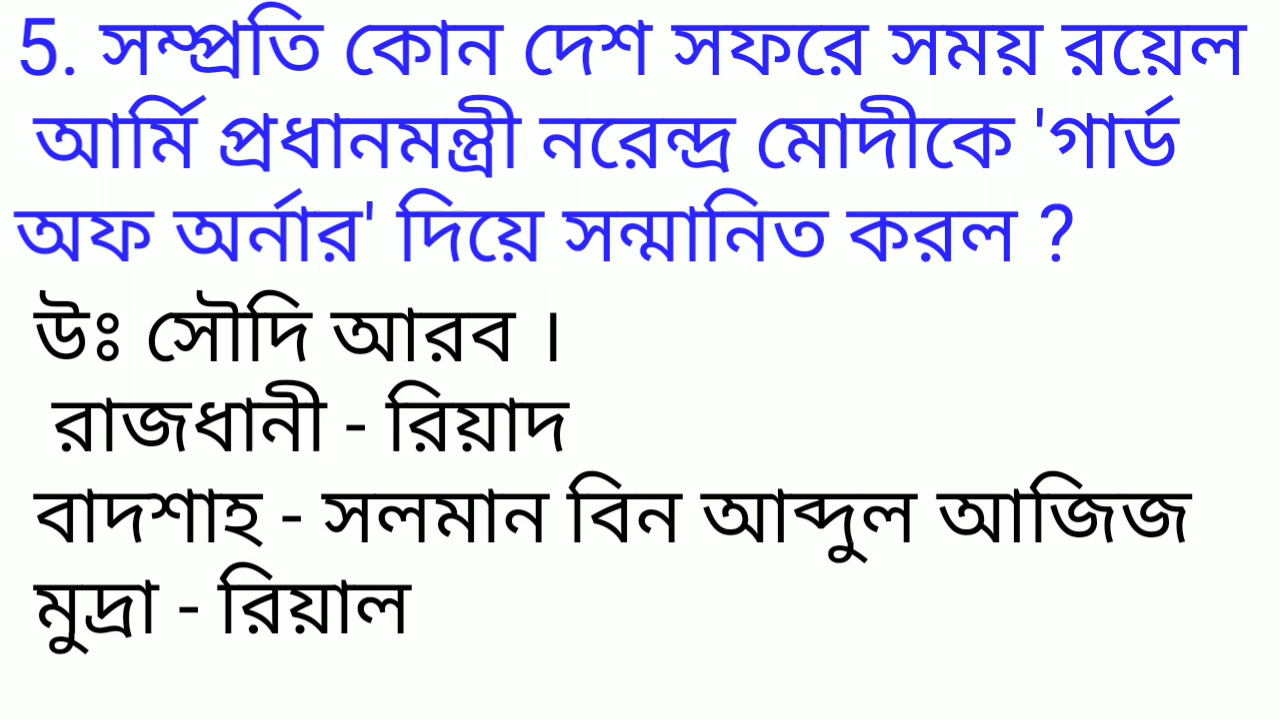 5. সম্প্রতি কোন দেশ সফরে সময় রয়েল
আর্মি প্রধানমন্ত্রী নরেন্দ্র মোদীকে 'গার্ড
অফ অর্নার' দিয়ে সন্মানিত করল ?
উঃ সৌদি আরব ।
রাজধানী - রিয়াদ
বাদশাহ - সলমান বিন আব্দুল আজিজ
মুদ্রা - রিয়াল